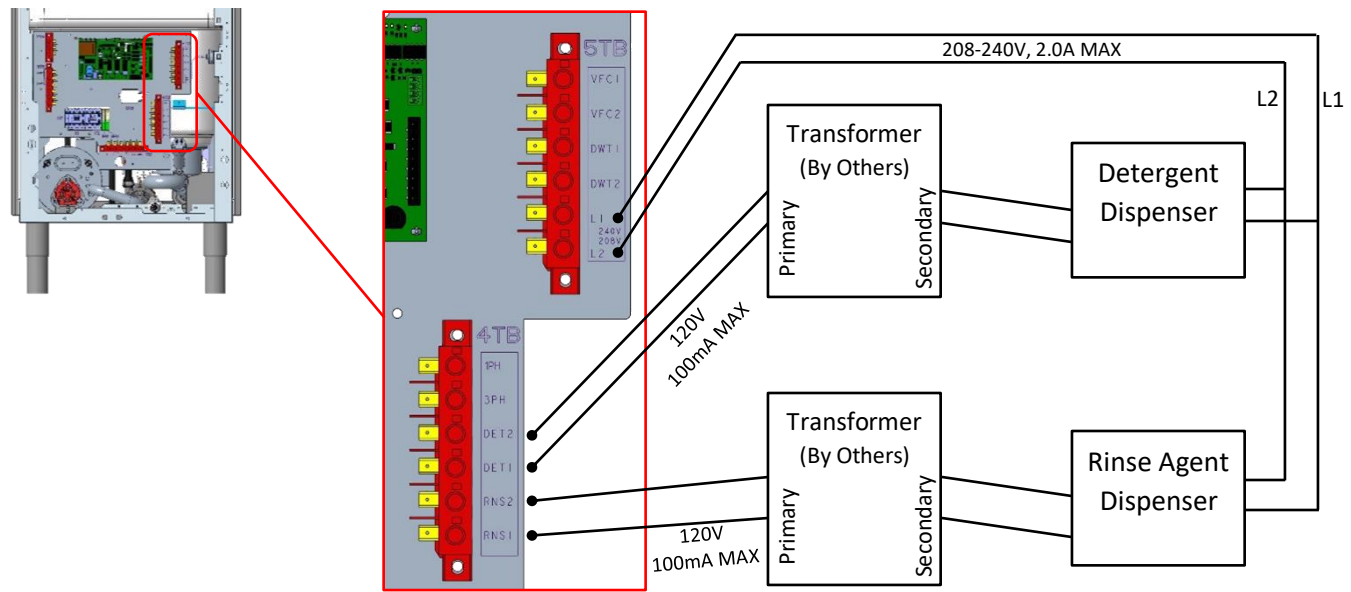 5TB
VFC1
VFC2
DWT1
DWT2
L1
240V
208V
L2
4TB
1PH
3PH
DET2
DET1
RNS2
RNS1
208-240V, 2.0A MAX
L2
L1
Transformer
(By Others)
Primary
Secondary
Detergent
Dispenser
120V
100mA MAX
Transformer
(By Others)
Primary
Secondary
Rinse Agent
Dispenser
120V
100mA MAX